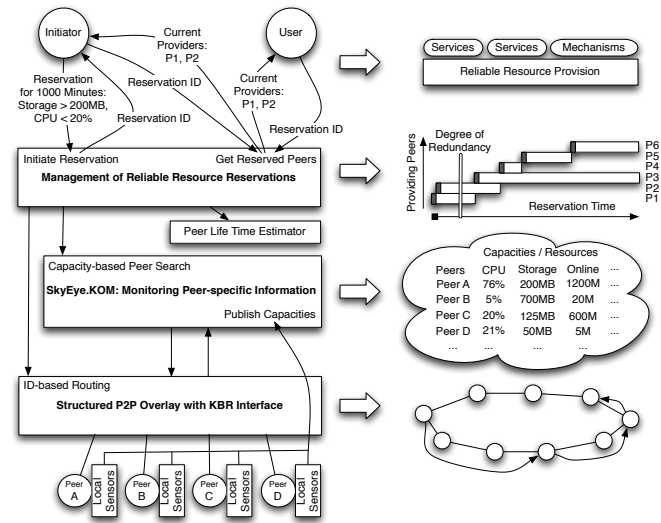 Initiator
Current
Providers:
P1, P2
User
Reservation
for 1000 Minutes:
Storage > 200MB,
CPU < 20%
Reservation ID
Reservation ID
Current
Providers:
P1, P2
Reservation ID
Initiate Reservation
Get Reserved Peers
Management of Reliable Resource Reservations
Peer Life Time Estimator
Capacity-based Peer Search
SkyEye.KOM: Monitoring Peer-specific Information
Publish Capacities
ID-based Routing
Structured P2P Overlay with KBR Interface
Peer
A
Local
Sensors
Peer
B
Local
Sensors
Peer
C
Local
Sensors
Peer
D
Local
Sensors
Services
Services
Mechanisms
Reliable Resource Provision
Providing Peers
Degree of
Redundancy
P6
P5
P4
P3
P2
P1
Reservation Time
Capacities / Resources
Peers CPU Storage Online ...
Peer A 76% 200MB 1200M ...
Peer B 5% 700MB 20M ...
Peer C 20% 125MB 600M ...
Peer D 21% 50MB 5M ...
... ... ... ...